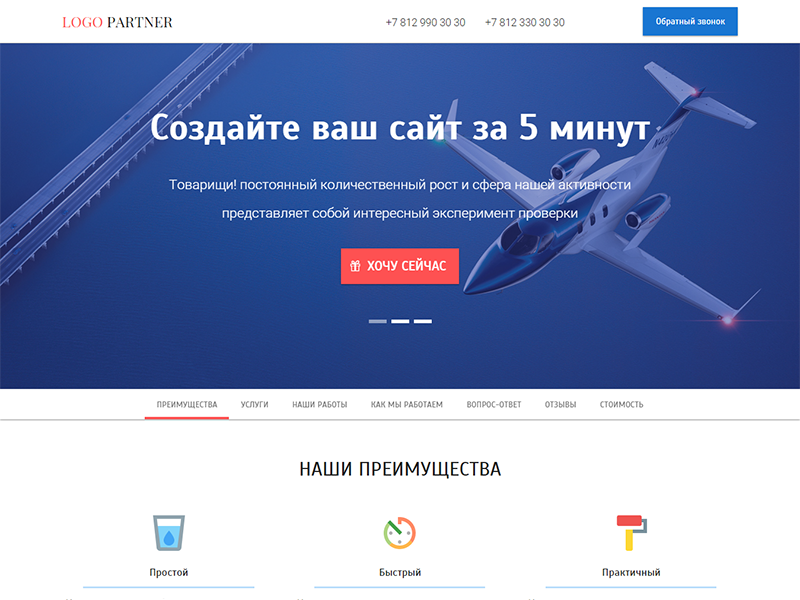 LOGO PARTNER
+7 812 990 30 30
+7 812 330 30 30
Обратный звонок
Создайте ваш сайт за 5 минут
Товарищи! постоянный количественный рост и сфера нашей активности
представляет собой интересный эксперимент проверки
ХОЧУ СЕЙЧАС
ПРЕИМУЩЕСТВА
УСЛУГИ
НАШИ РАБОТЫ
КАК МЫ РАБОТАЕМ
ВОПРОС-ОТВЕТ
ОТЗЫВЫ
СТОИМОСТЬ
НАШИ ПРЕИМУЩЕСТВА
Простой
Быстрый
Практичный